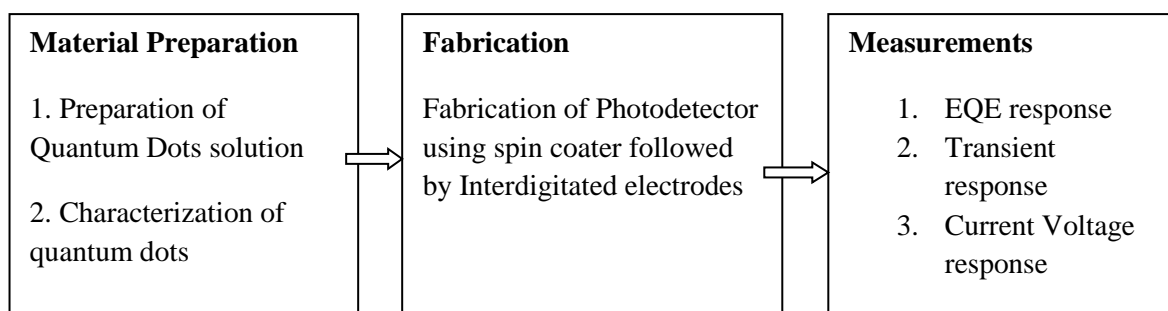 Material Preparation
1. Preparation of
Quantum Dots solution
2. Characterization of
quantum dots
Fabrication
Fabrication of Photodetector
using spin coater followed
by Interdigitated electrodes
Measurements
1. EQE response
2. Transient
response
3. Current Voltage
response